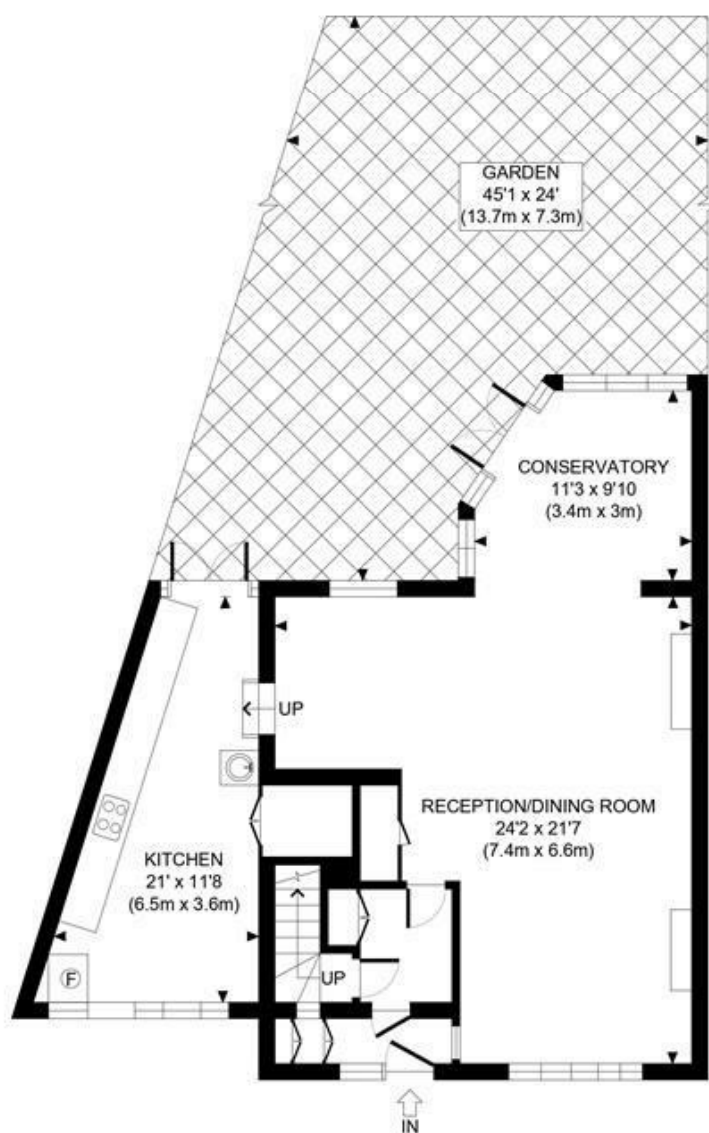 GARDEN
45'1 x 24'
(13.7m x 7.3m)
CONSERVATORY
11'3 x 9'10
(3.4m x 3m)
UP
RECEPTION/DINING ROOM
24'2 x 21'7
(7.4m x 6.6m)
KITCHEN
21' x 11'8
(6.5m x 3.6m)
F
UP
IN